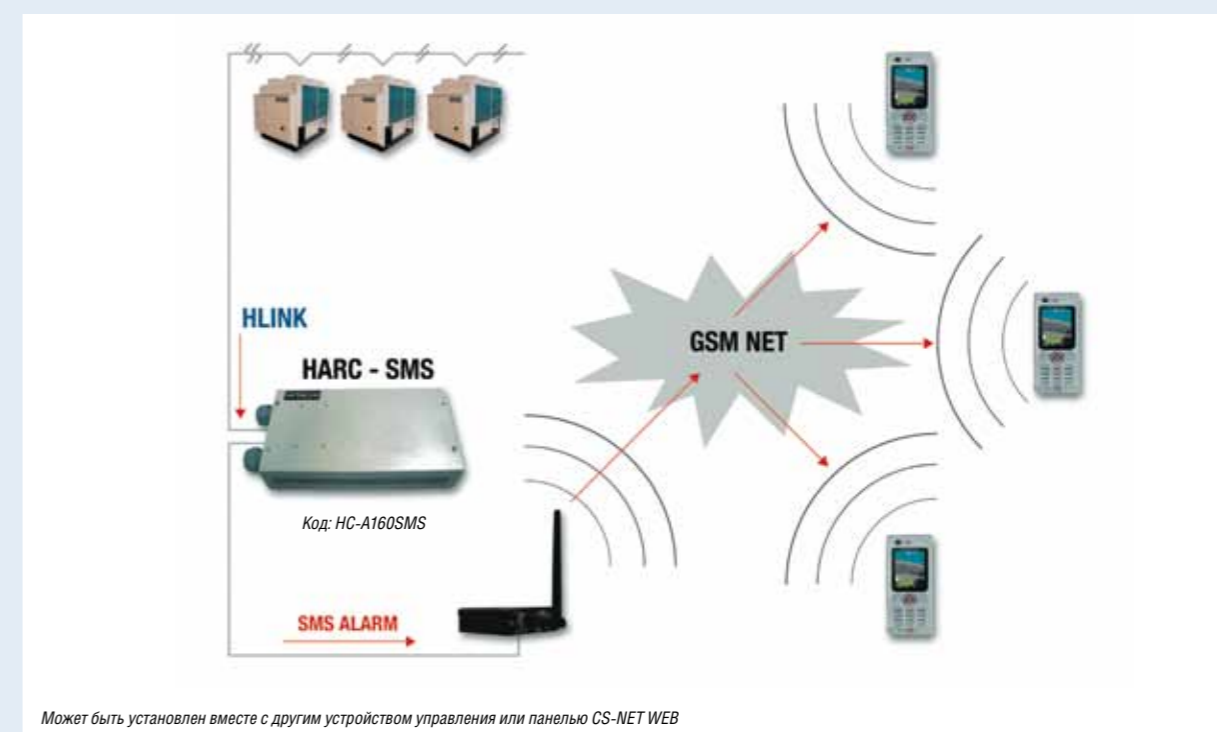 HLINK
HARC - SMS
GSM NET
Код: HC-A160SMS
SMS ALARM
Может быть установлен вместе с другим устройством управления или панелью CS-NET WEB